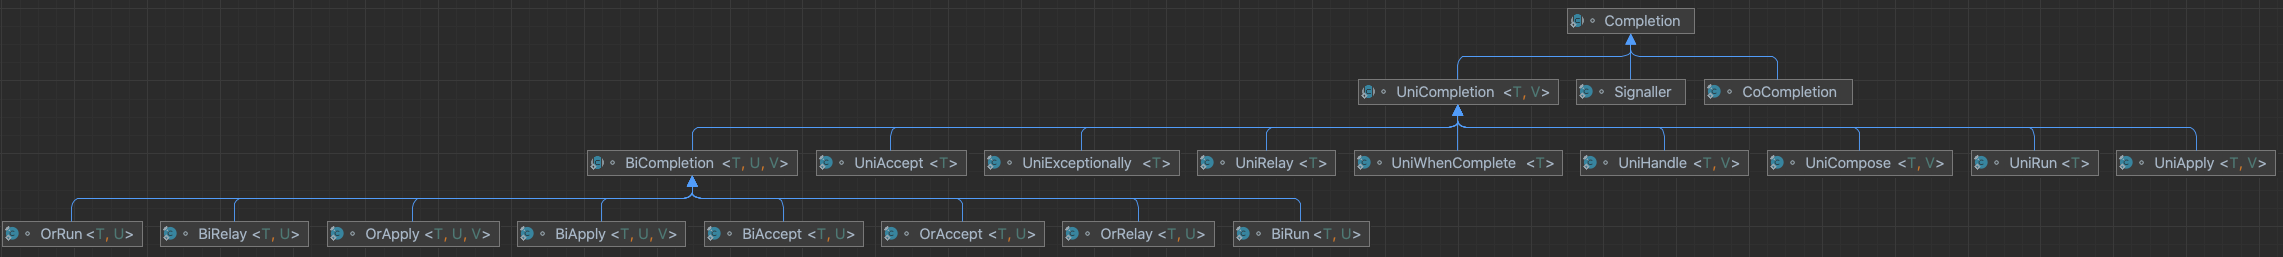 Completion
UniCompletion <T, V>
Signaller
CoCompletion
BiCompletion <T, U, V>
UniAccept <T>
UniExceptionally <T>
UniRelay <T>
UniWhenComplete <T>
UniHandle <T, V>
UniCompose <T, V>
UniRun <T>
UniApply <T, V>
OrRun <T, U>
BiRelay <T, U>
OrApply <T, U, V>
BiApply <T, U, V>
BiAccept <T, U>
OrAccept <T, U>
OrRelay <T, U>
BiRun <T, U>